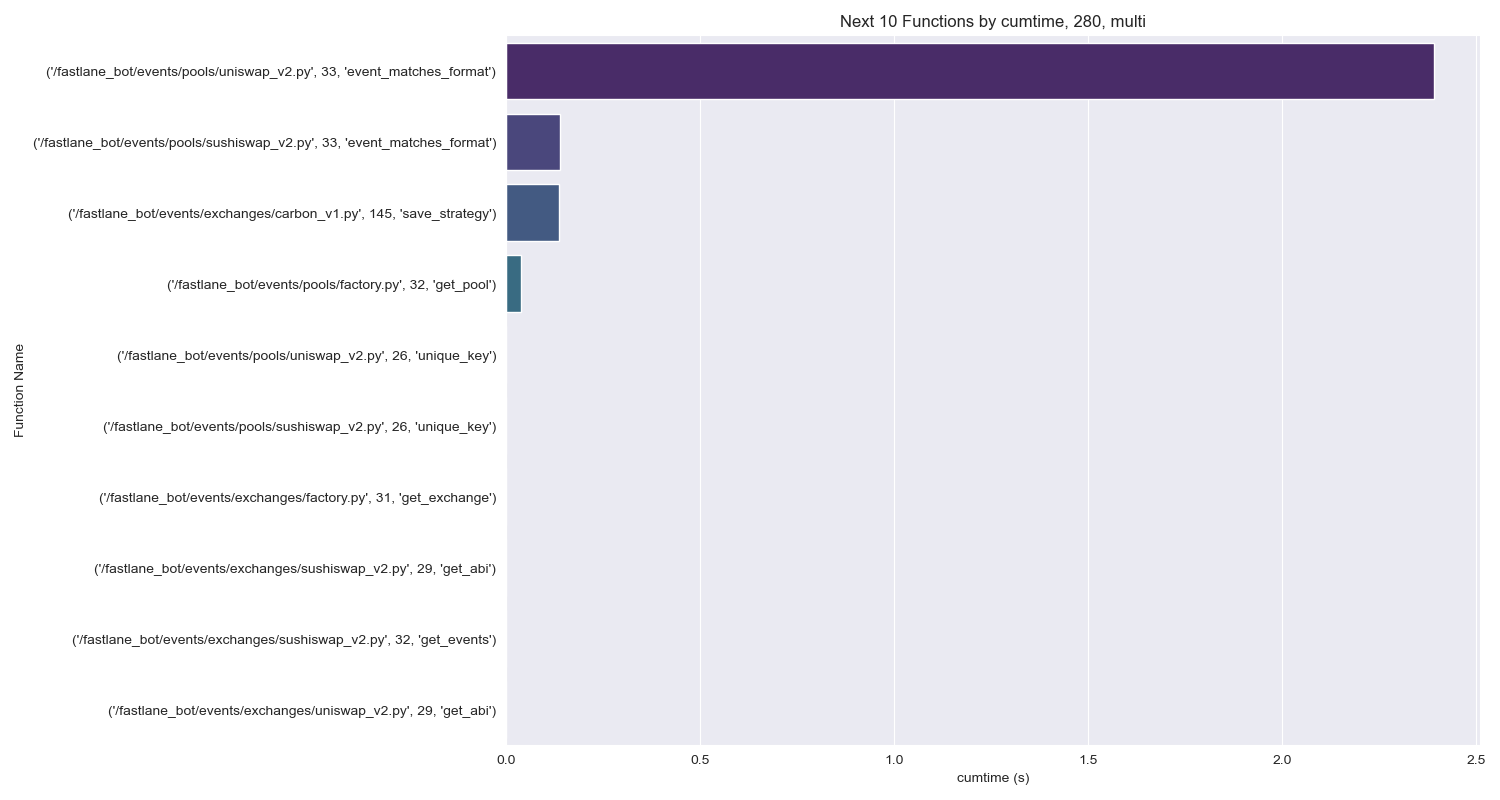 Next 10 Functions by cumtime, 280, multi
('/fastlane_bot/events/pools/uniswap_v2.py', 33, 'event_matches_format')
('/fastlane_bot/events/pools/sushiswap_v2.py', 33, 'event_matches_format')
('/fastlane_bot/events/exchanges/carbon_v1.py', 145, 'save_strategy')
('/fastlane_bot/events/pools/factory.py', 32, 'get_pool')
('/fastlane_bot/events/pools/uniswap_v2.py', 26, 'unique_key')
('/fastlane_bot/events/pools/sushiswap_v2.py', 26, 'unique_key')
('/fastlane_bot/events/exchanges/factory.py', 31, 'get_exchange')
('/fastlane_bot/events/exchanges/sushiswap_v2.py', 29, 'get_abi')
('/fastlane_bot/events/exchanges/sushiswap_v2.py', 32, 'get_events')
('/fastlane_bot/events/exchanges/uniswap_v2.py', 29, 'get_abi')
Function Name
0.0 0.5 1.0 1.5 2.0 2.5
cumtime (s)